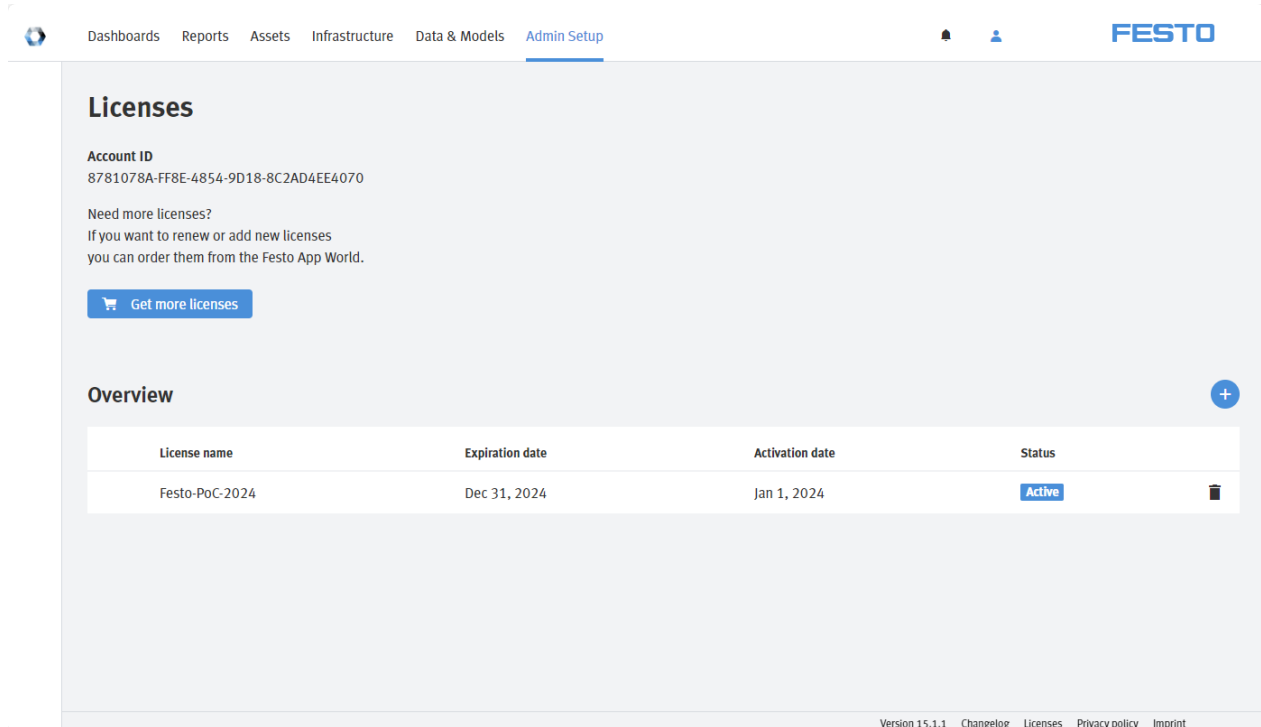 Dashboards Reports Assets Infrastructure Data & Models Admin Setup FESTO
Licenses
Account ID
8781078A-FF8E-4854-9D18-8C2AD4EE4070
Need more licenses?
If you want to renew or add new licenses
you can order them from the Festo App World.
Get more licenses
Overview
License name Expiration date Activation date Status
Festo-PoC-2024 Dec 31, 2024 Jan 1, 2024 Active
Version 15.1.1 Changelog Licenses Privacy policy Imprint